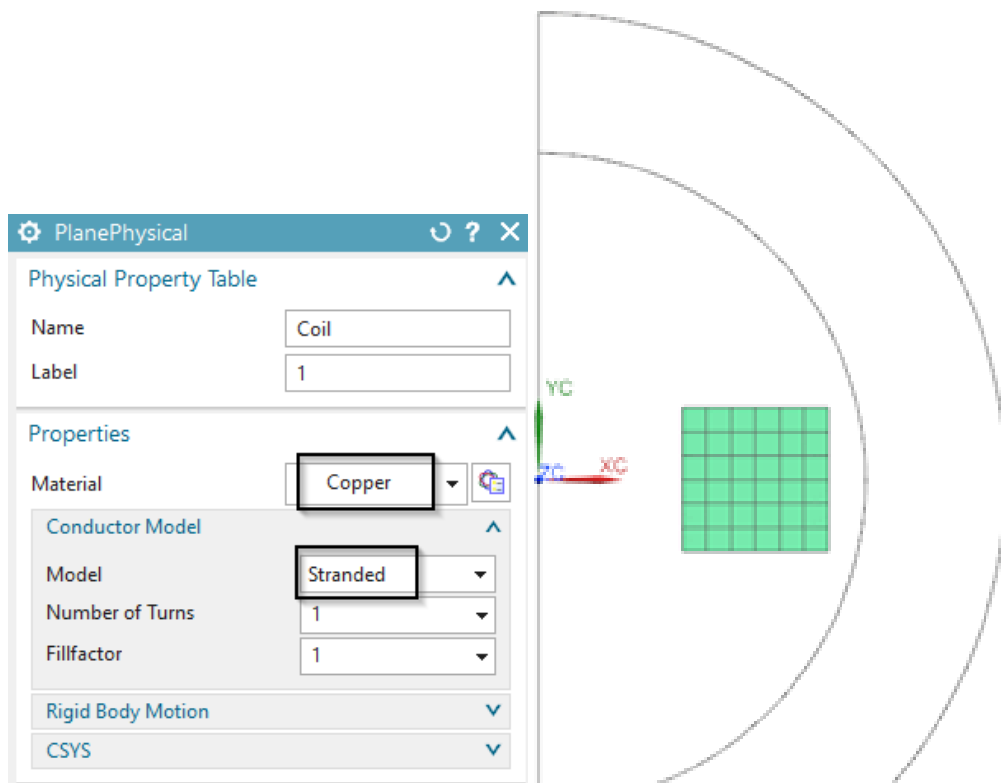 PlanePhysical ?
Physical Property Table
Name Coil
Label 1
Properties
Material Copper
Conductor Model
Model Stranded
Number of Turns 1
Fillfactor 1
Rigid Body Motion
CSYS
YC
ZC XC